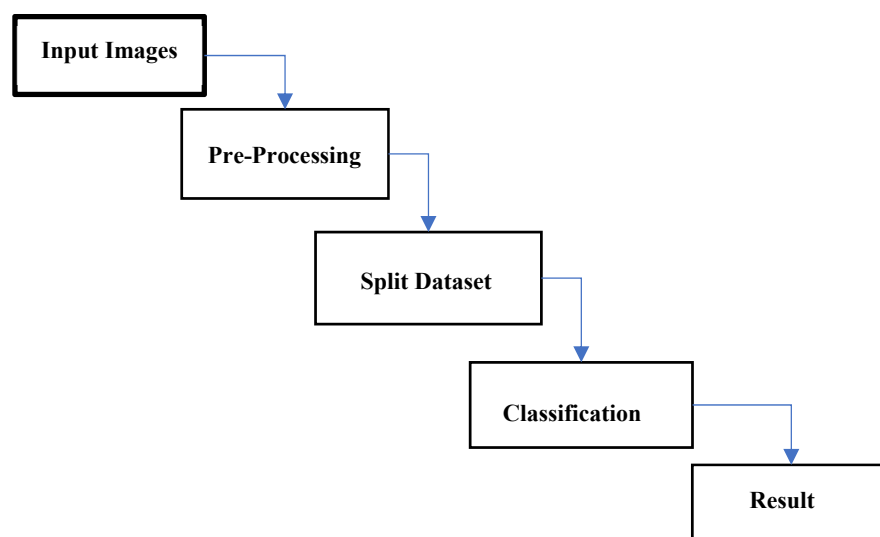 Input Images
Pre-Processing
Split Dataset
Classification
Result